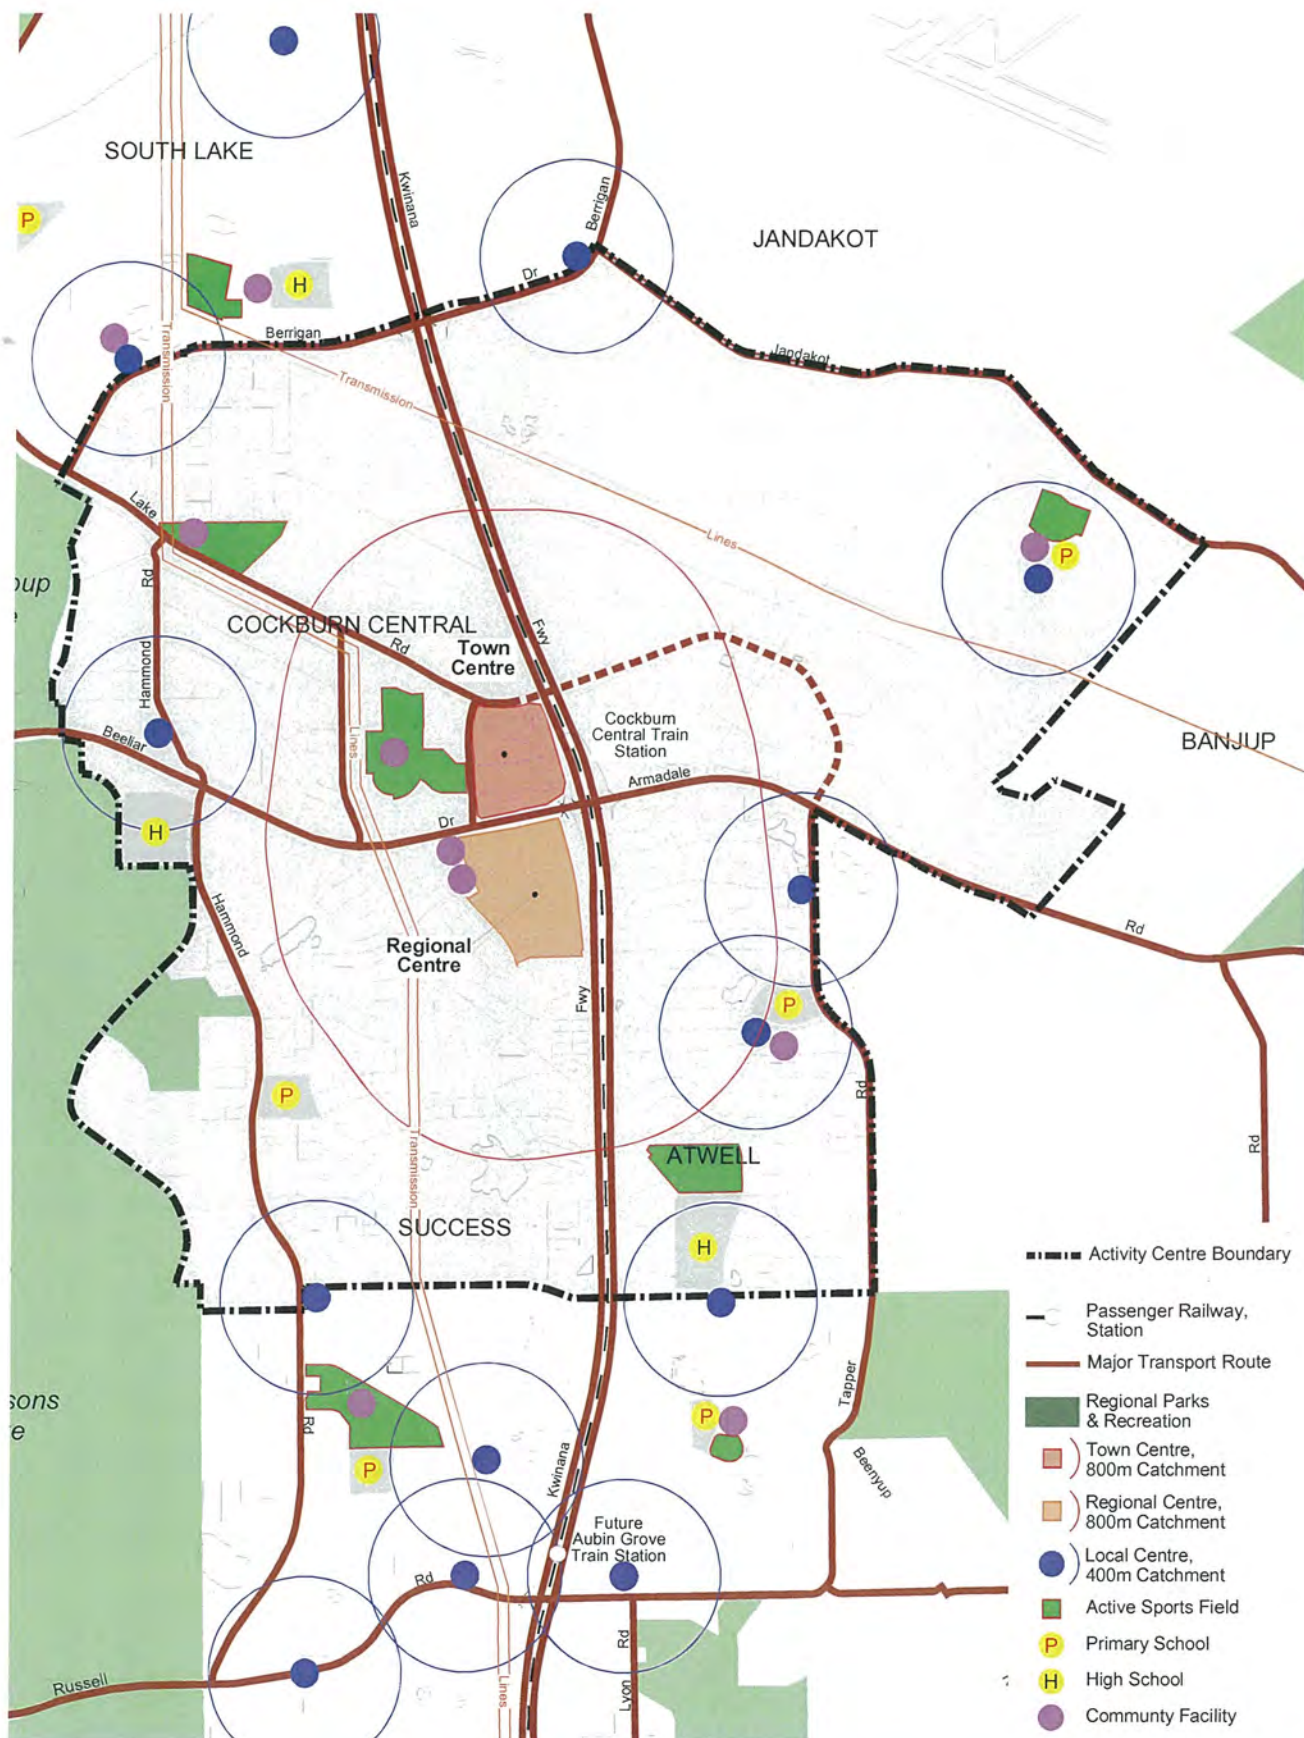 SOUTH LAKE
Kwinana
Berrigan
JANDAKOT
P
Dr
H
Berrigan
Jandakot
Transmission
Transmission
Lake
Lines
P
Rd
oup
e
COCKBURN CENTRAL
Rd
Fwy
Town
Centre
Hammond
Cockburn
Central Train
Station
Beeliar
Lines
BANJUP
Armadale
H
Dr
Hammond
Rd
Regional
Centre
Fwy
P
P
Rd
Rd
ATWELL
Transmission
SUCCESS
H
Activity Centre Boundary
Passenger Railway,
Station
Major Transport Route
Regional Parks
& Recreation
Town Centre,
800m Catchment
Regional Centre,
800m Catchment
Local Centre,
400m Catchment
Active Sports Field
P Primary School
H High School
Communty Facility
sons
e
Rd
P
P
Tapper
Beenyup
Kwinana
Future
Aubin Grove
Train Station
Rd
Rd
Lyon
Russell
Lines